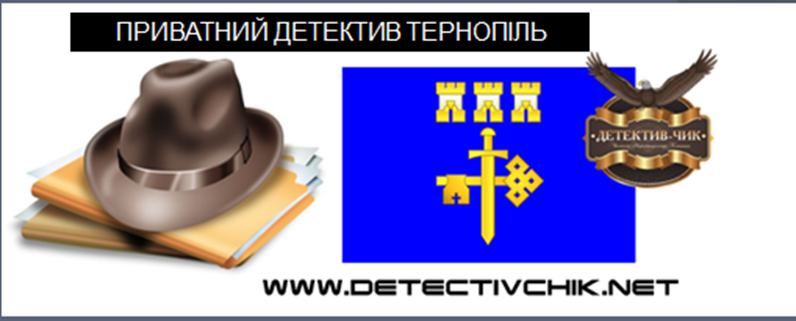 ПРИВАТНИЙ ДЕТЕКТИВ ТЕРНОПІЛЬ
•ДЕТЕКТИВ-ЧИК•
WWW.DETECTIVCHIK.NET